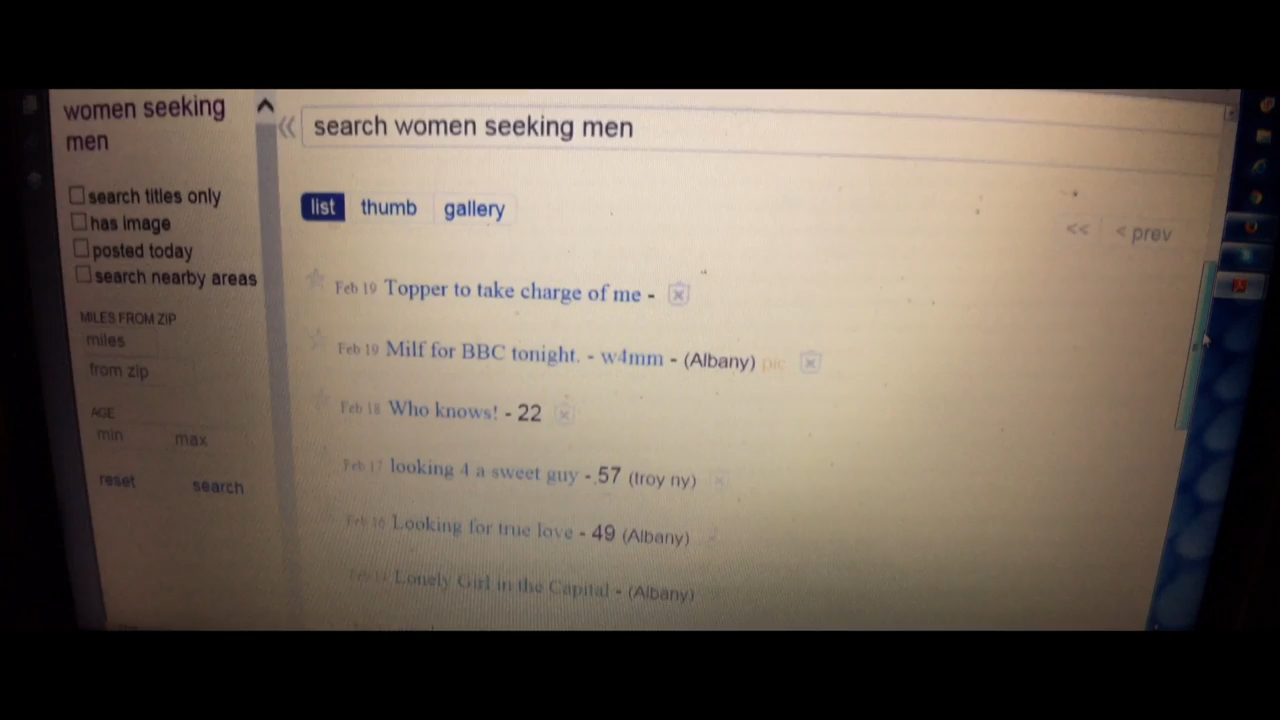 women seeking
men
search titles only
has image
posted today
search nearby areas
MILES FROM ZIP
miles
from zip
AGE
min max
reset search
« search women seeking men
list thumb gallery
<< < prev
Feb 19 Topper to take charge of me -
Feb 19 Milf for BBC tonight. - w4mm - (Albany) pic
Feb 18 Who knows! - 22
Feb 17 looking 4 a sweet guy - 57 (troy ny)
Feb 16 Looking for true love - 49 (Albany)
Lonely Girl in the Capital - (Albany)